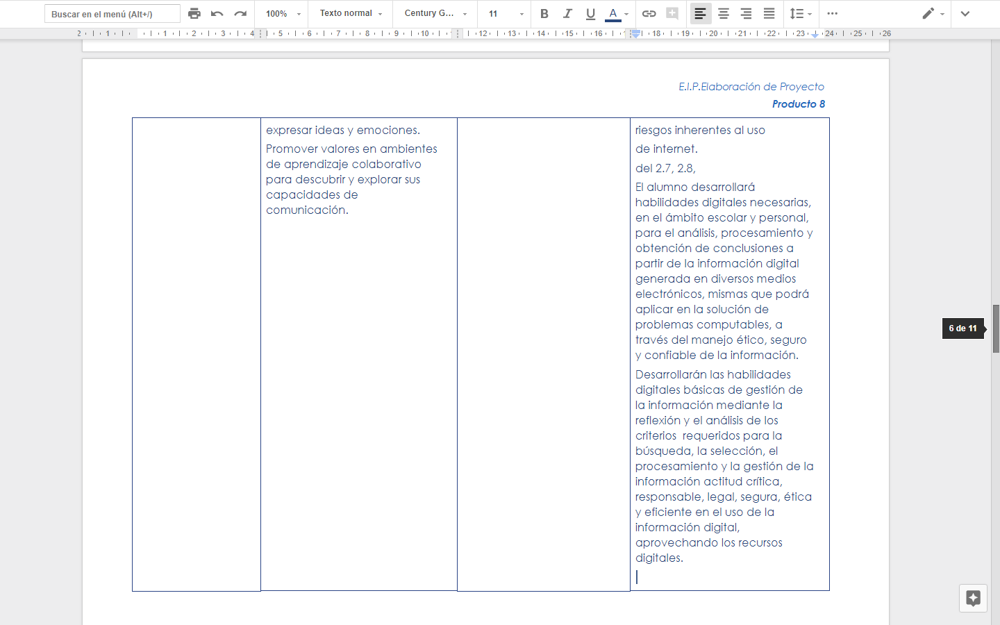 Buscar en el menú (Alt+/)
100%
Texto normal
Century G...
11
B I U A
2 1 1 2 3 4 5 6 7 8 9 10 12 13 14 15 16 18 19 20 21 22 23 24 25 26
E.I.P.Elaboración de Proyecto
Producto 8
expresar ideas y emociones.
Promover valores en ambientes
de aprendizaje colaborativo
para descubrir y explorar sus
capacidades de
comunicación.
riesgos inherentes al uso
de internet.
del 2.7, 2.8,
El alumno desarrollará
habilidades digitales necesarias,
en el ámbito escolar y personal,
para el análisis, procesamiento y
obtención de conclusiones a
partir de la información digital
generada en diversos medios
electrónicos, mismas que podrá
aplicar en la solución de
problemas computables, a
través del manejo ético, seguro
y confiable de la información.
Desarrollarán las habilidades
digitales básicas de gestión de
la información mediante la
reflexión y el análisis de los
criterios  requeridos para la
búsqueda, la selección, el
procesamiento y la gestión de la
información actitud crítica,
responsable, legal, segura, ética
y eficiente en el uso de la
información digital,
aprovechando los recursos
digitales.
6 de 11